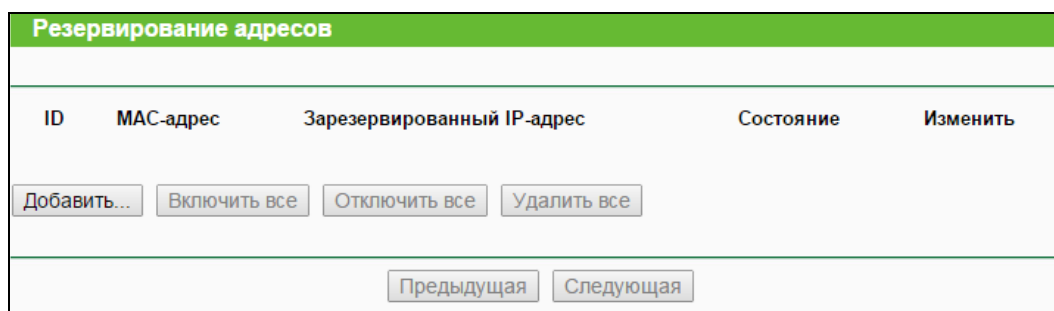 Резервирование адресов
ID MAC-адрес Зарезервированный IP-адрес Состояние Изменить
Добавить... Включить все Отключить все Удалить все
Предыдущая Следующая